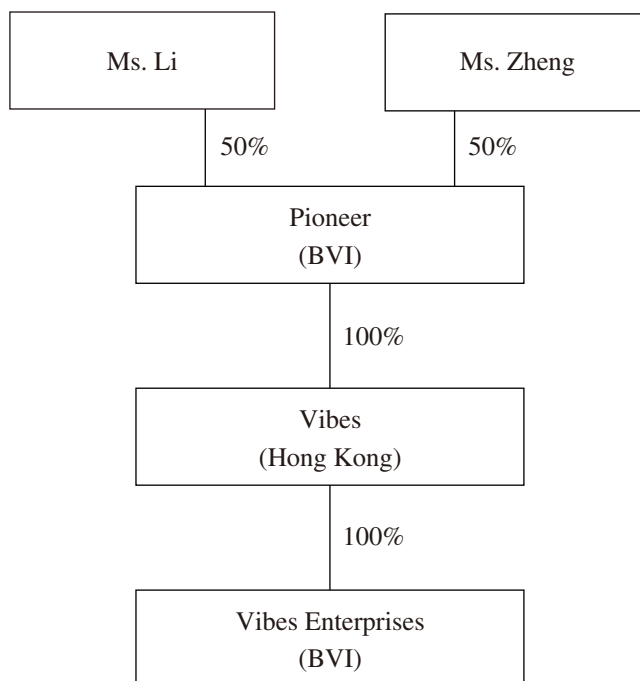 Ms. Li
Ms. Zheng
50%
50%
Pioneer
(BVI)
100%
Vibes
(Hong Kong)
100%
Vibes Enterprises
(BVI)